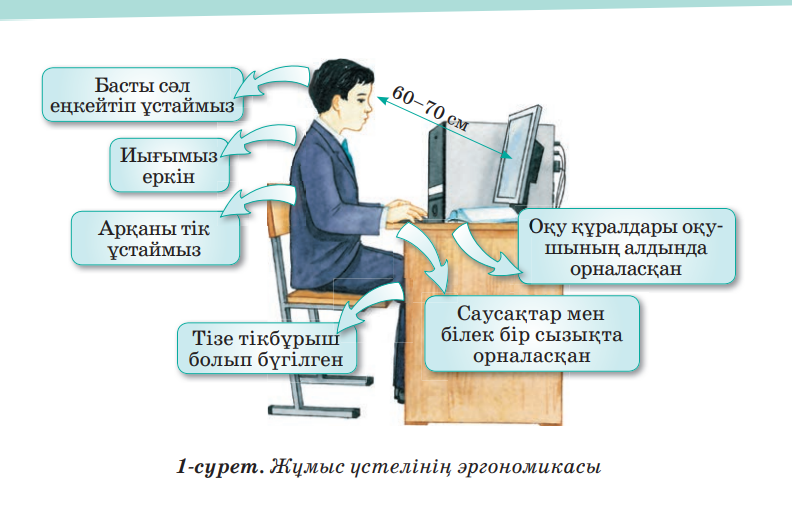 Басты сәл
еңкейтіп ұстаймыз
60–70 см
Иығымыз
еркін
Арқаны тік
ұстаймыз
Оқу құралдары оқу-
шының алдында
орналасқан
Саусақтар мен
білек бір сызықта
орналасқан
Тізе тікбұрыш
болып бүгілген
1-сурет. Жұмыс үстелінің эргономикасы